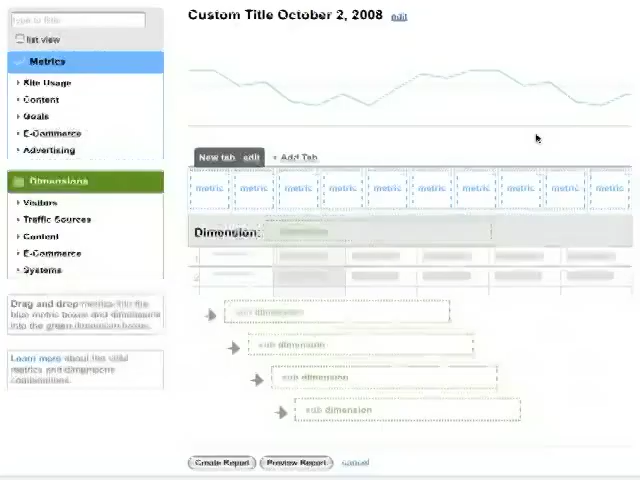 Custom Title October 2, 2008 edit
type to filter
list view
Metrics
Site Usage
Content
Goals
E-Commerce
Advertising
New tab edit + Add Tab
metric metric metric metric metric metric metric metric metric metric
Dimensions
Visitors
Traffic Sources
Content
E-Commerce
Systems
Dimension:
1
2
Drag and drop metrics into the
blue metric boxes and dimensions
into the green dimension boxes.
Learn more about the valid
metrics and dimensions
combinations.
sub dimension
sub dimension
sub dimension
sub dimension
Create Report Preview Report cancel